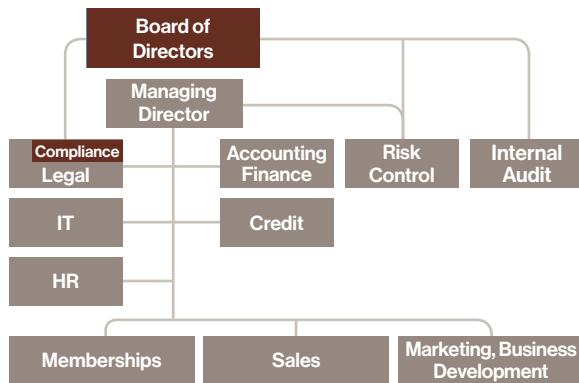 Board of
Directors
Managing
Director
Compliance
Legal
Accounting
Finance
Risk
Control
Internal
Audit
IT
Credit
HR
Memberships
Sales
Marketing, Business
Development